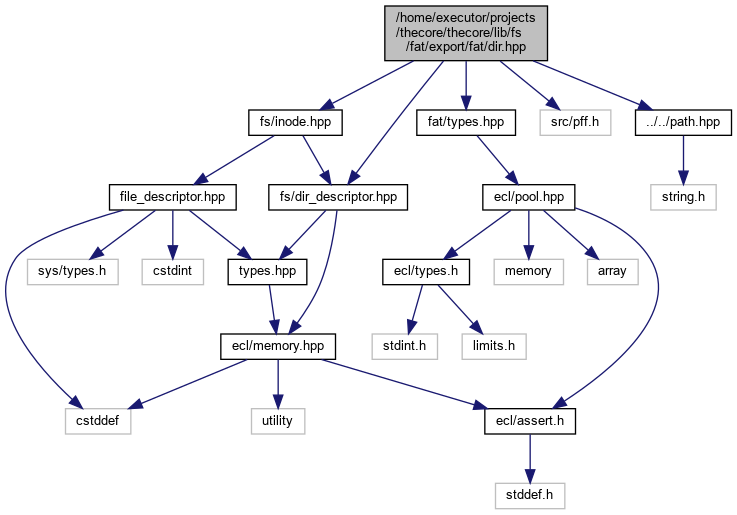 /home/executor/projects
/thecore/thecore/lib/fs
/fat/export/fat/dir.hpp
fs/inode.hpp
fat/types.hpp
src/pff.h
../../path.hpp
file_descriptor.hpp
fs/dir_descriptor.hpp
ecl/pool.hpp
string.h
sys/types.h
cstdint
types.hpp
ecl/types.h
memory
array
ecl/memory.hpp
stdint.h
limits.h
cstddef
utility
ecl/assert.h
stddef.h